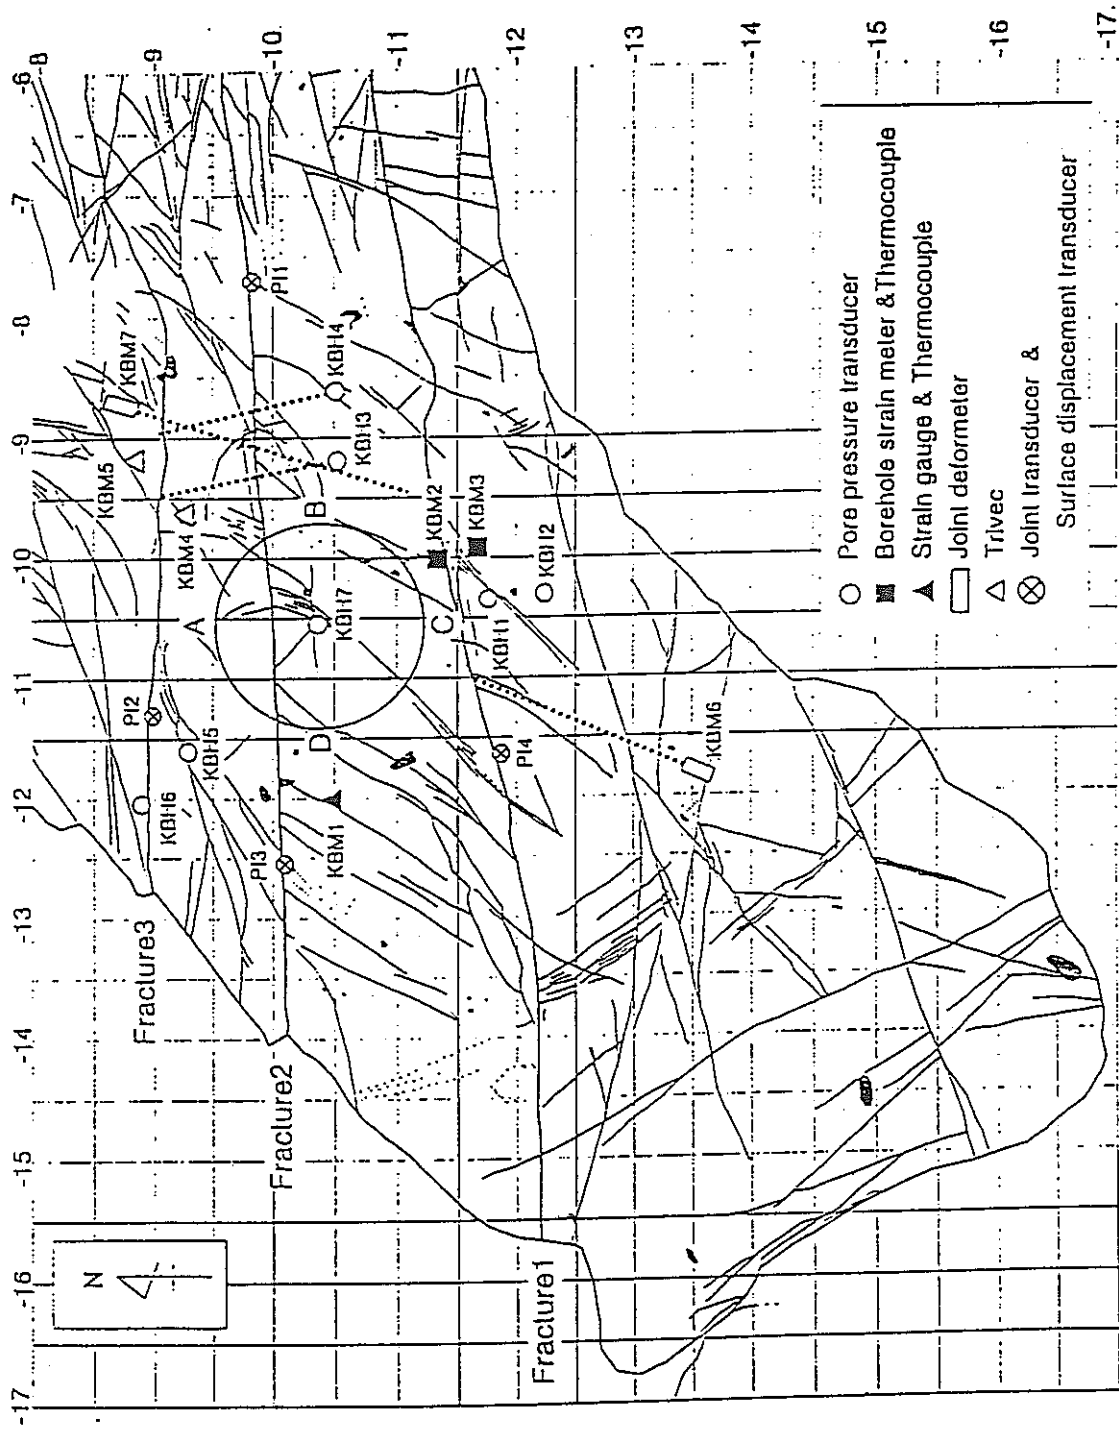 -17
-16
-15
-14
-13
-12
-11
-10
-9
-8
-7
-6
-8
-9
-10.
-11
-12
-13
-14
-15
-16
-17.
N
Fracture3
Fracture2
Fracture1
KBM7
KBM5
KBM4
A
PI2
KBH5
KBH6
PI3
KBM1
D
KBH7
B
C
PI1
KBH4
KBH3
KBM2
KBM3
KBH2
KBH1
PI4
KBM6
Pore pressure transducer
Borehole strain meter & Thermocouple
Strain gauge & Thermocouple
Joint deformeter
Trivec
Joint transducer &
Surface displacement transducer